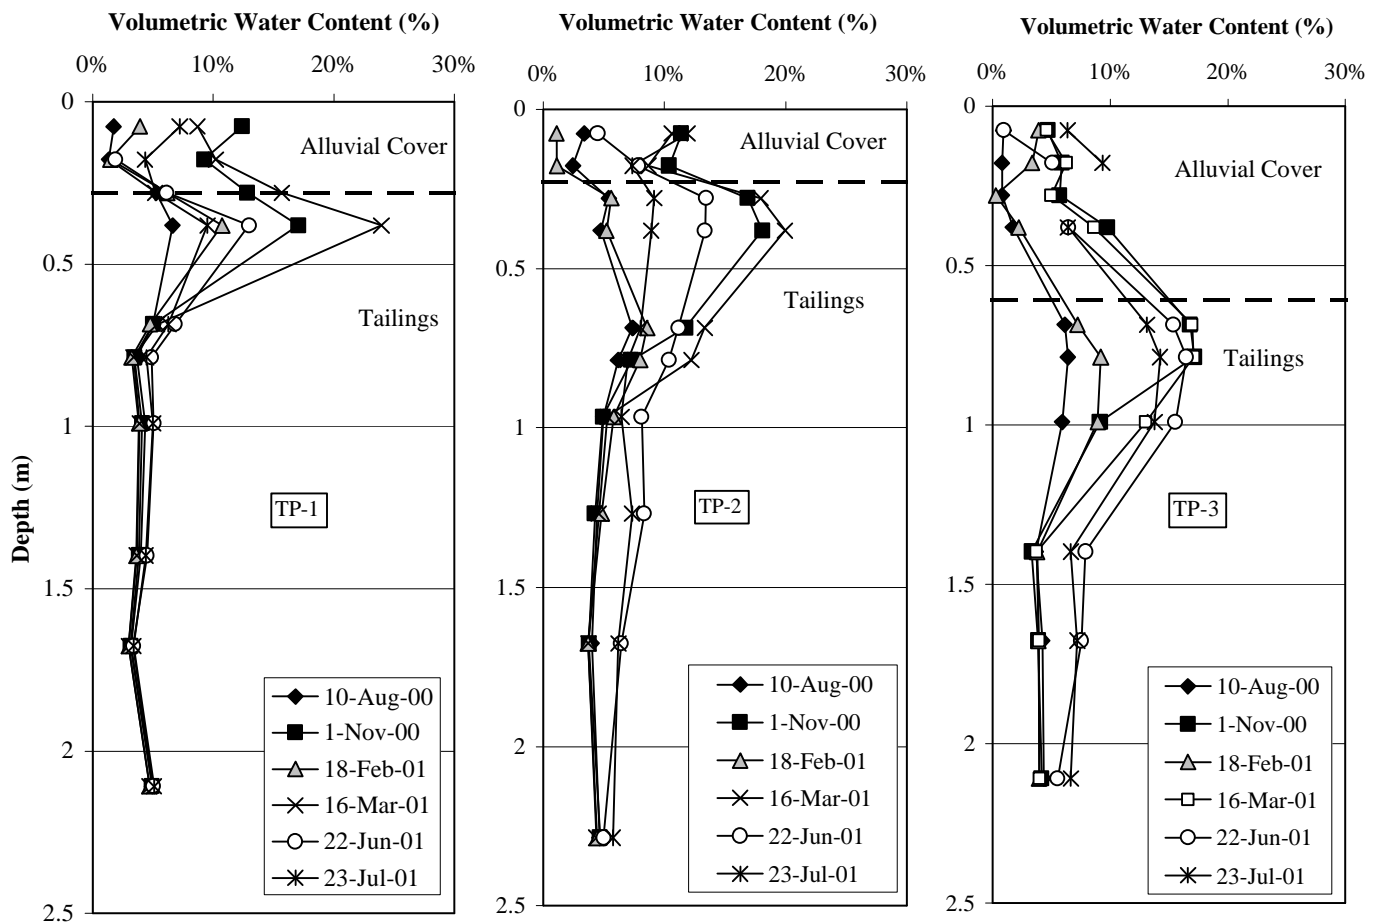 Volumetric Water Content (%)
0% 10% 20% 30%
0
0.5
1
1.5
2
2.5
Depth (m)
Alluvial Cover
Tailings
TP-1
10-Aug-00
1-Nov-00
18-Feb-01
16-Mar-01
22-Jun-01
23-Jul-01
Volumetric Water Content (%)
0% 10% 20% 30%
0
0.5
1
1.5
2
2.5
Alluvial Cover
Tailings
TP-2
10-Aug-00
1-Nov-00
18-Feb-01
16-Mar-01
22-Jun-01
23-Jul-01
Volumetric Water Content (%)
0% 10% 20% 30%
0
0.5
1
1.5
2
2.5
Alluvial Cover
Tailings
TP-3
10-Aug-00
1-Nov-00
18-Feb-01
16-Mar-01
22-Jun-01
23-Jul-01